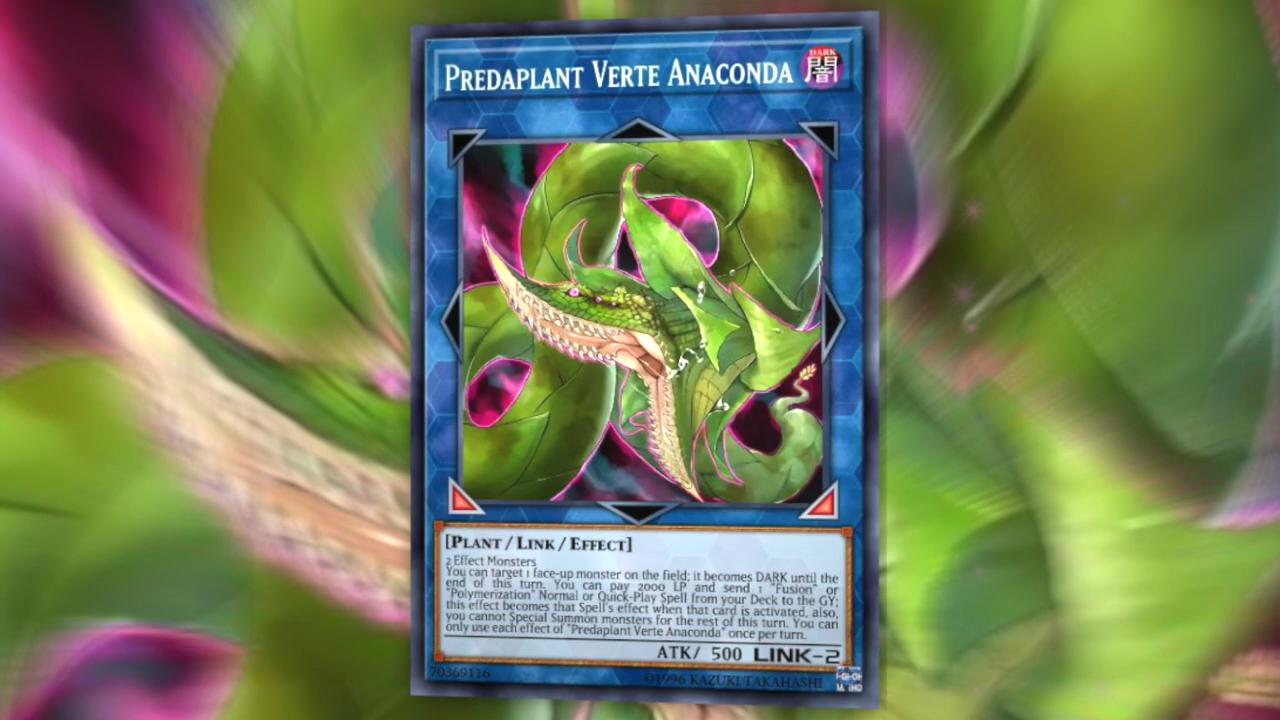 PREDAPLANT VERTE ANACONDA
DARK
闇
[PLANT/LINK/EFFECT]
2 Effect Monsters
You can target 1 face-up monster on the field; it becomes DARK until the
end of this turn. You can pay 2000 LP and send 1 "Fusion" or
"Polymerization" Normal or Quick-Play Spell from your Deck to the GY;
this effect becomes that Spell's effect when that card is activated, also,
you cannot Special Summon monsters for the rest of this turn. You can
only use each effect of "Predaplant Verte Anaconda" once per turn.
ATK/ 500 LINK-2
70369116 ©1996 KAZUKI TAKAHASHI